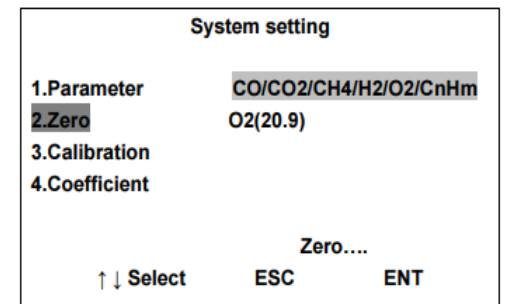 System setting
1.Parameter CO/CO2/CH4/H2/O2/CnHm
2.Zero O2(20.9)
3.Calibration
4.Coefficient
Zero....
↑↓ Select ESC ENT